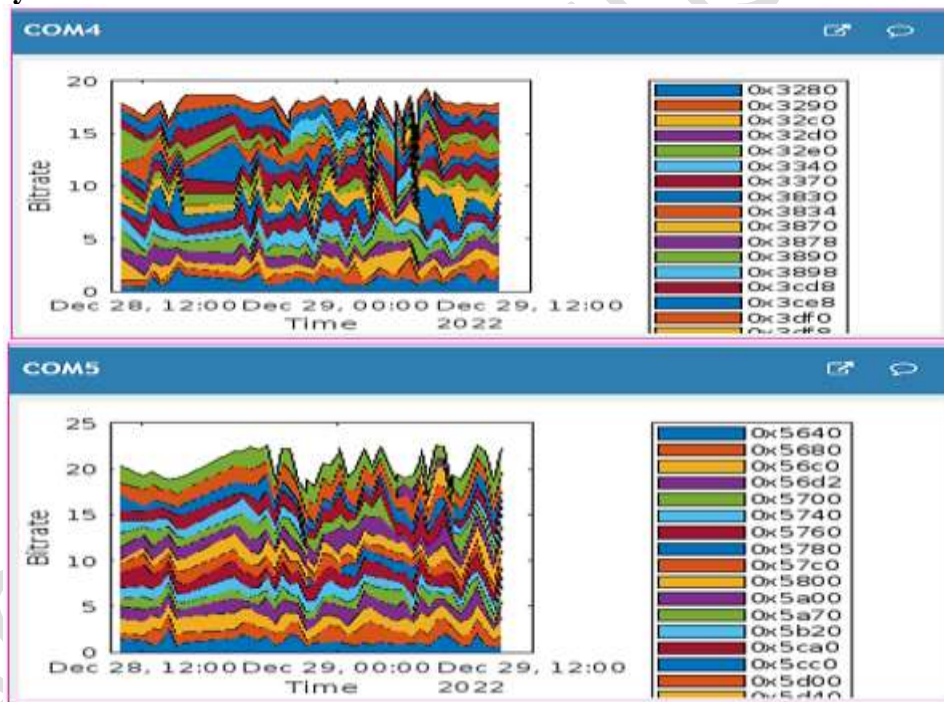 COM4
20
15
10
5
0
Bitrate
Dec 28, 12:00 Dec 29, 00:00 Dec 29, 12:00
Time
2022
0x3280
0x3290
0x32c0
0x32d0
0x32e0
0x3340
0x3370
0x3830
0x3834
0x3870
0x3878
0x3890
0x3898
0x3cd8
0x3ce8
0x3df0
0x3df8
COM5
25
20
15
10
5
0
Bitrate
Dec 28, 12:00 Dec 29, 00:00 Dec 29, 12:00
Time
2022
0x5640
0x5680
0x56c0
0x56d2
0x5700
0x5740
0x5760
0x5780
0x57c0
0x5800
0x5a00
0x5a70
0x5b20
0x5ca0
0x5cc0
0x5d00
0x5d40